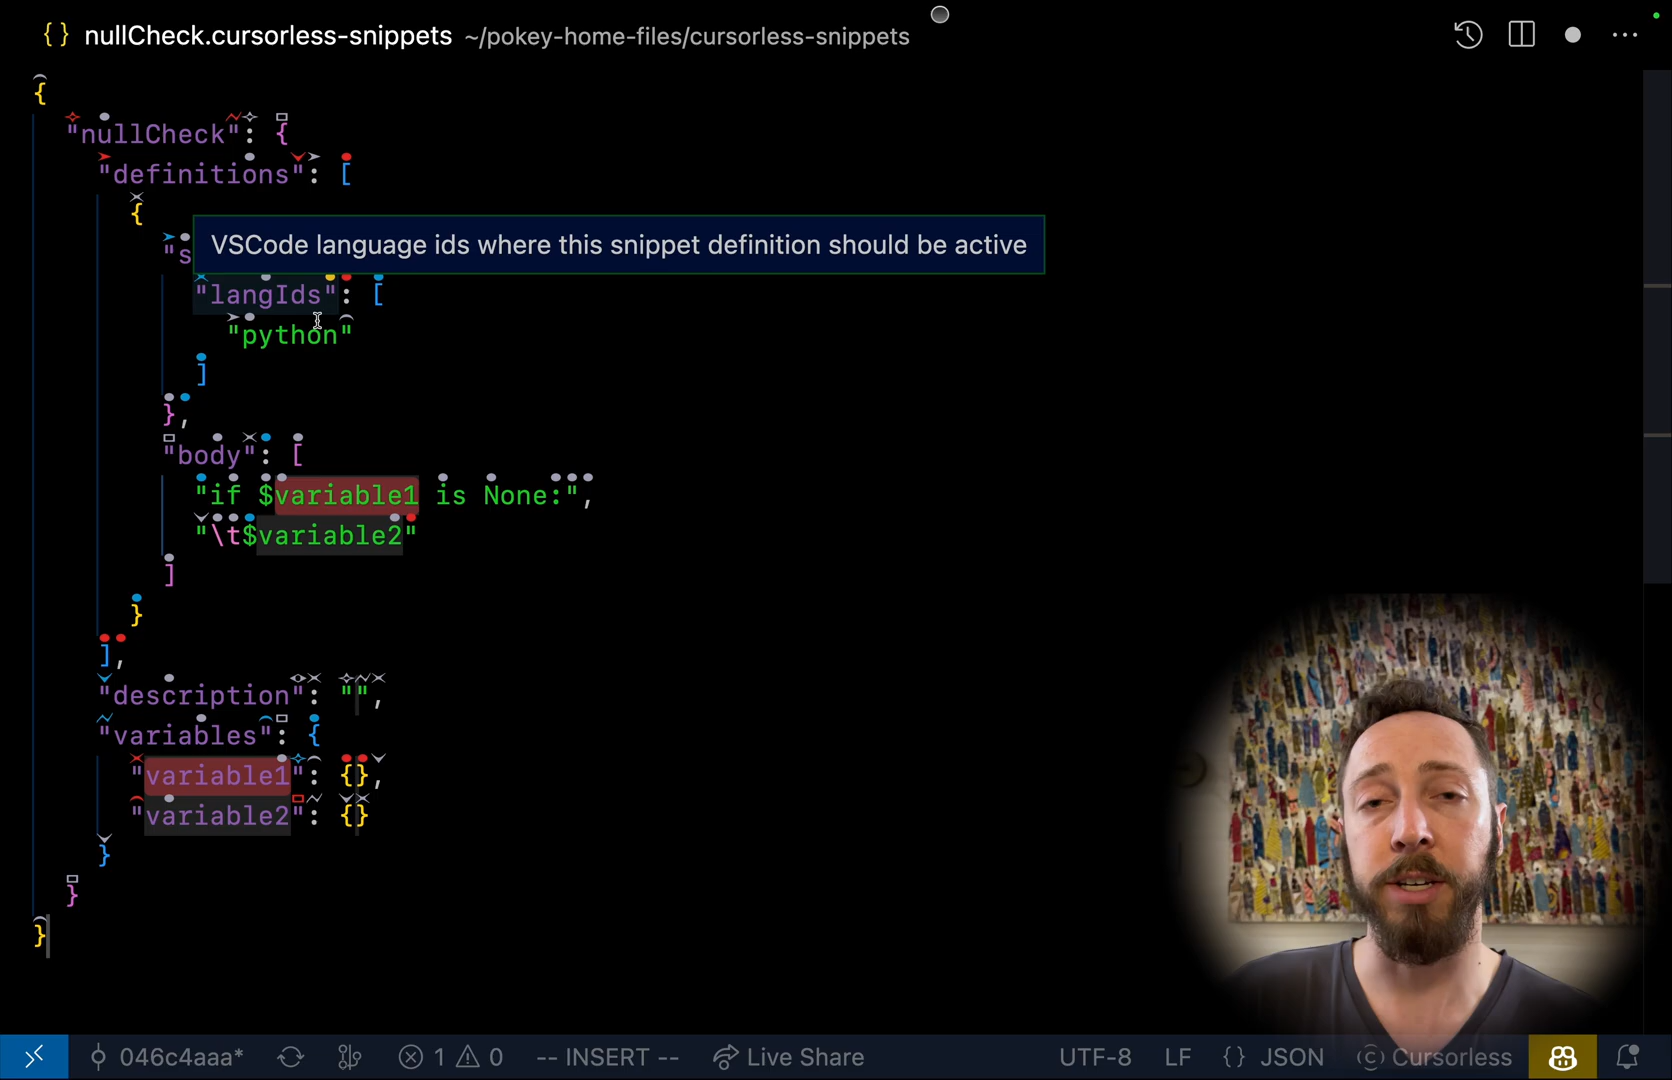 { } nullCheck.cursorless-snippets ~/pokey-home-files/cursorless-snippets
{
"nullCheck": {
"definitions": [
{
"s
VSCode language ids where this snippet definition should be active
"langIds": [
"python"
]
},
"body": [
"if $variable1 is None:",
"\t$variable2"
]
}
],
"description": "",
"variables": {
"variable1": {},
"variable2": {}
}
}
}
046c4aaa* 1 0 -- INSERT -- Live Share UTF-8 LF { } JSON Cursorless